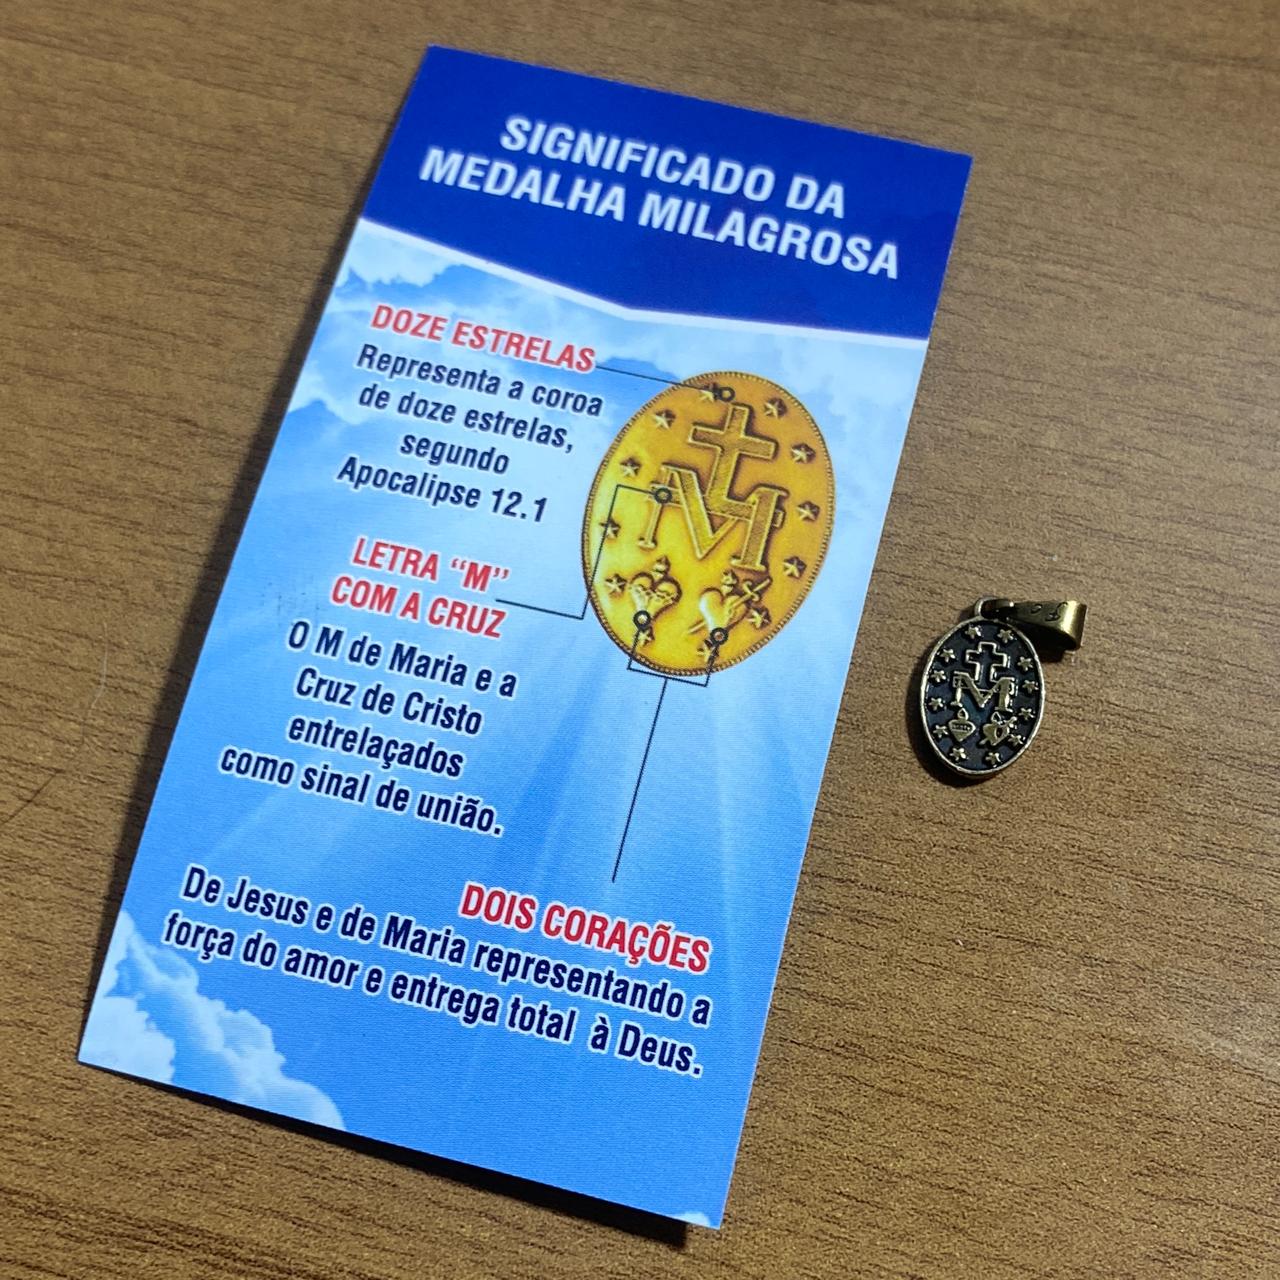 SIGNIFICADO DA
MEDALHA MILAGROSA
DOZE ESTRELAS
Representa a coroa
de doze estrelas,
segundo
Apocalipse 12.1
LETRA “M”
COM A CRUZ
O M de Maria e a
Cruz de Cristo
entrelaçados
como sinal de união.
DOIS CORAÇÕES
De Jesus e de Maria representando a
força do amor e entrega total à Deus.
M
M